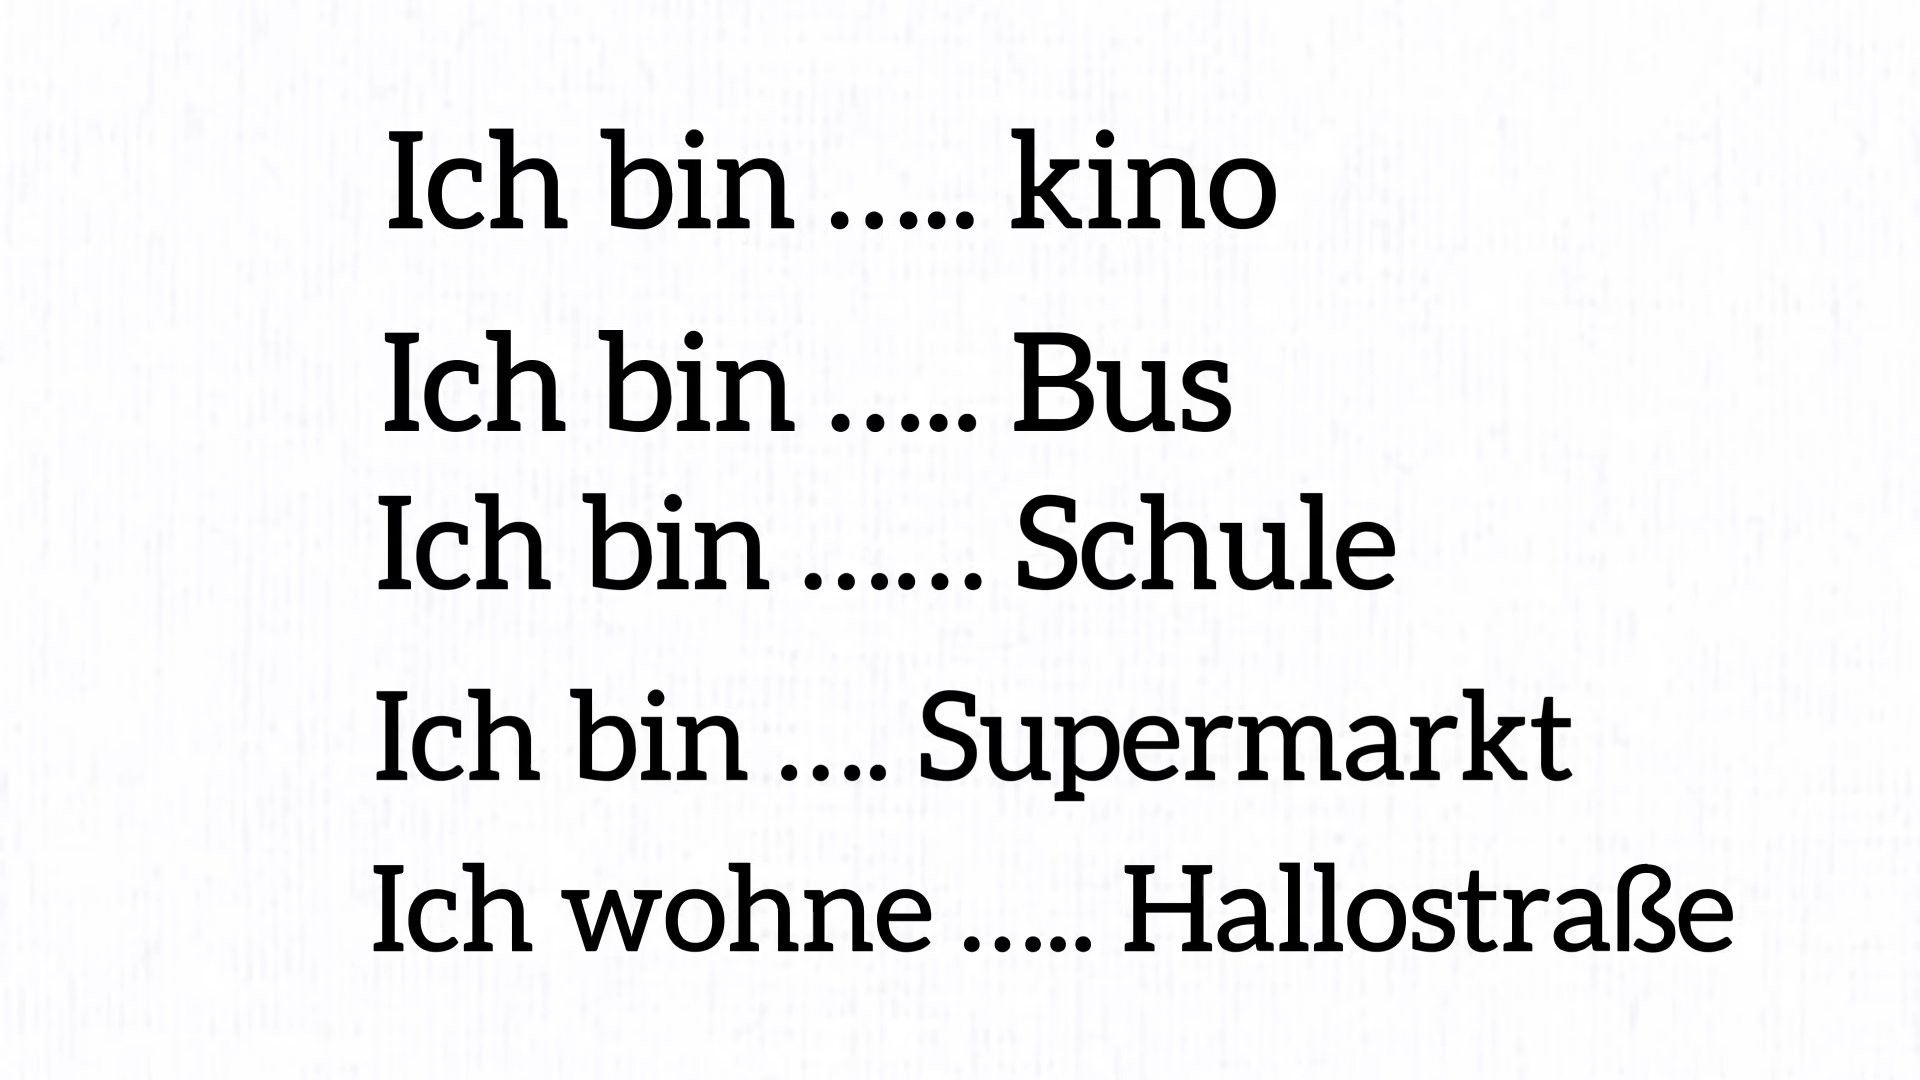 Ich bin ..... kino
Ich bin ..... Bus
Ich bin ...... Schule
Ich bin .... Supermarkt
Ich wohne ..... Hallostraße